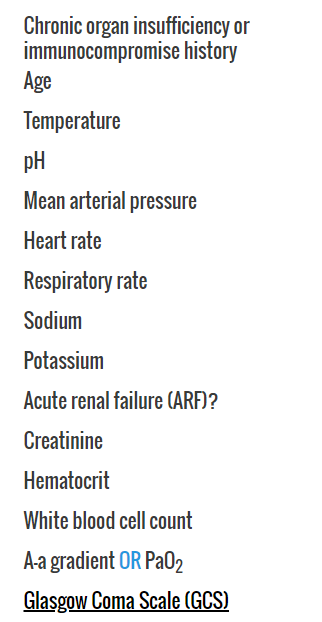 Chronic organ insufficiency or
immunocompromise history
Age
Temperature
pH
Mean arterial pressure
Heart rate
Respiratory rate
Sodium
Potassium
Acute renal failure (ARF)?
Creatinine
Hematocrit
White blood cell count
A-a gradient OR PaO₂
Glasgow Coma Scale (GCS)